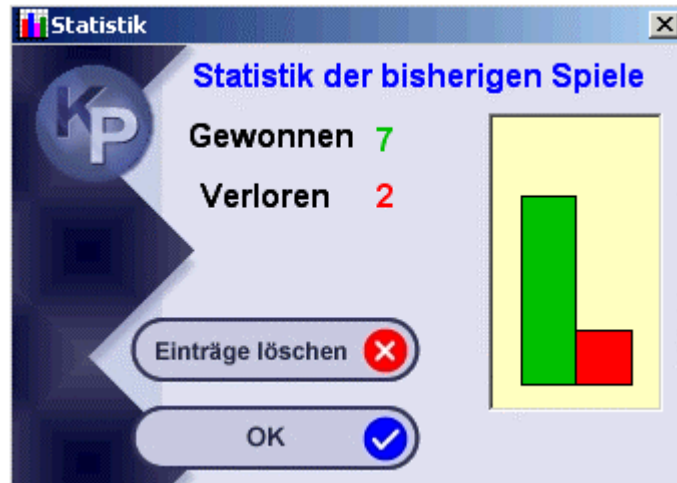 Statistik
KP
Statistik der bisherigen Spiele
Gewonnen 7
Verloren 2
Einträge löschen
OK